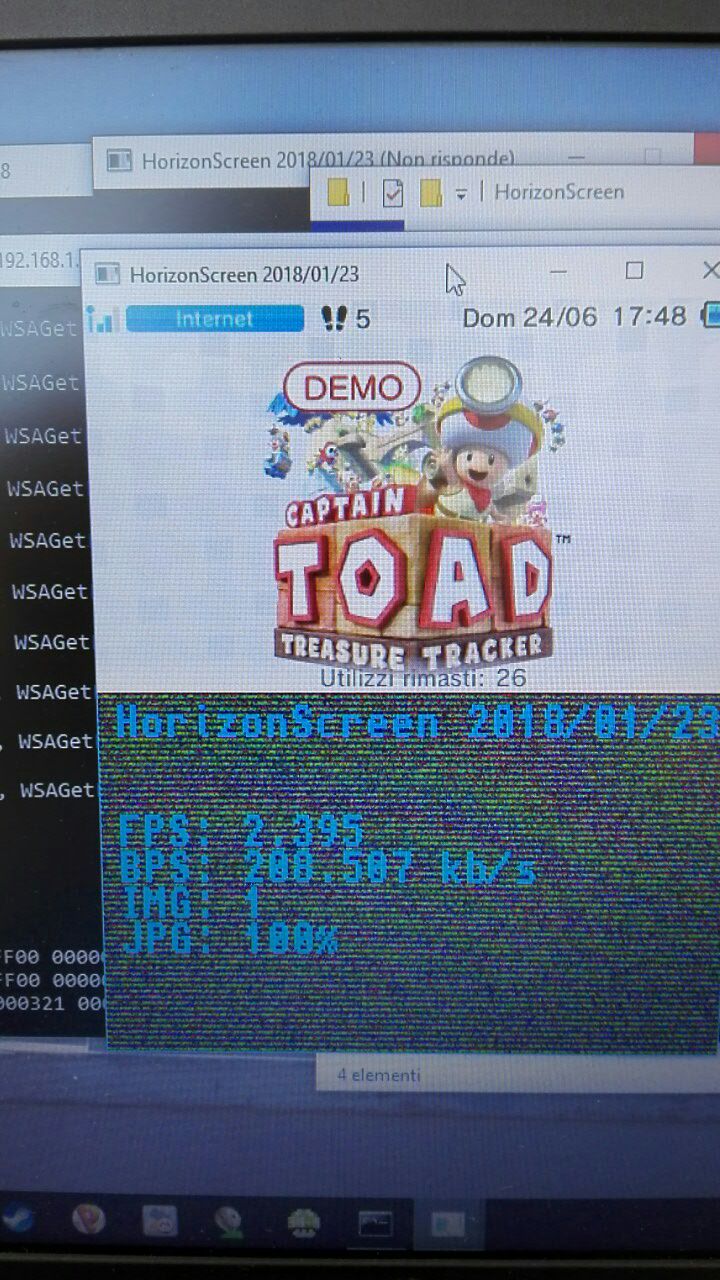 8
HorizonScreen 2018/01/23 (Non risponde)
HorizonScreen
192.168.1.
HorizonScreen 2018/01/23
Internet 5 Dom 24/06 17:48
WSAGet
WSAGet
WSAGet
WSAGet
WSAGet
WSAGet
WSAGet
WSAGet
, WSAGet
, WSAGet
DEMO
CAPTAIN
TOAD™
TREASURE TRACKER
Utilizzi rimasti: 26
HorizonScreen 2018/01/23
FPS: 2.395
BPS: 208.507 kb/s
IMG: 1
JPG: 100%
FF00 0000
FF00 0000
000321 00
4 elementi